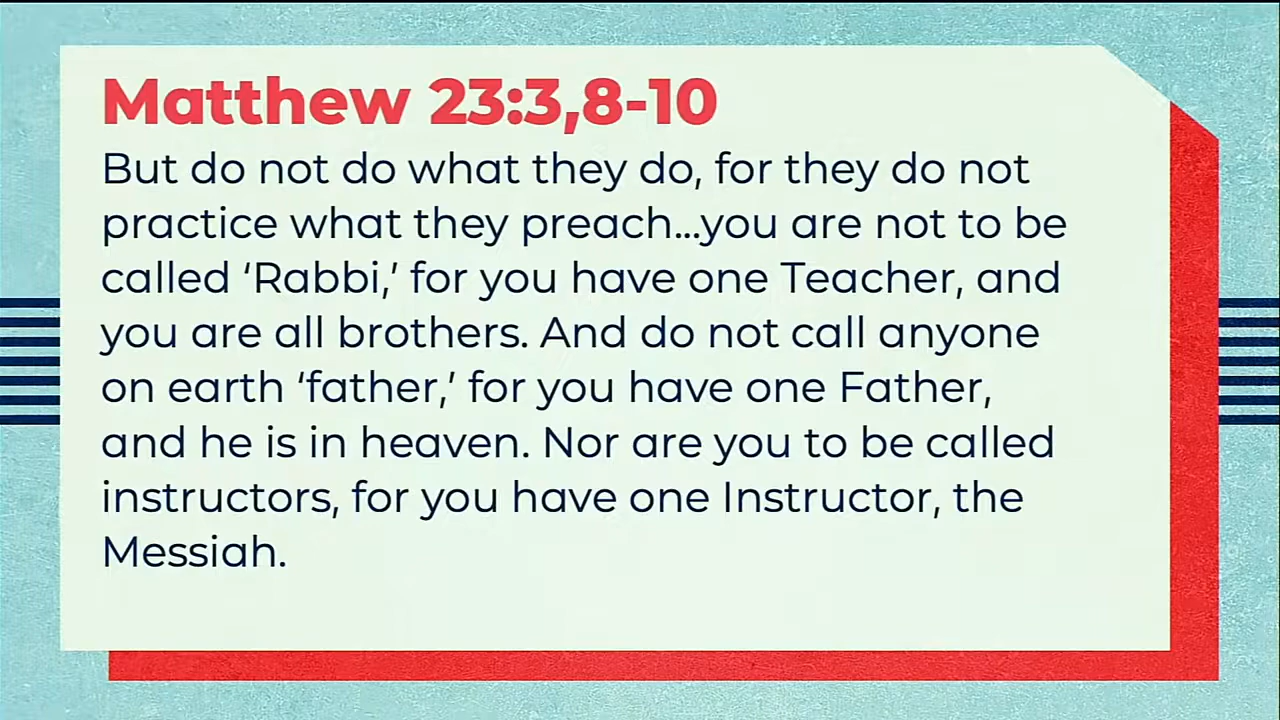 Matthew 23:3,8-10
But do not do what they do, for they do not
practice what they preach...you are not to be
called ‘Rabbi,’ for you have one Teacher, and
you are all brothers. And do not call anyone
on earth ‘father,’ for you have one Father,
and he is in heaven. Nor are you to be called
instructors, for you have one Instructor, the
Messiah.